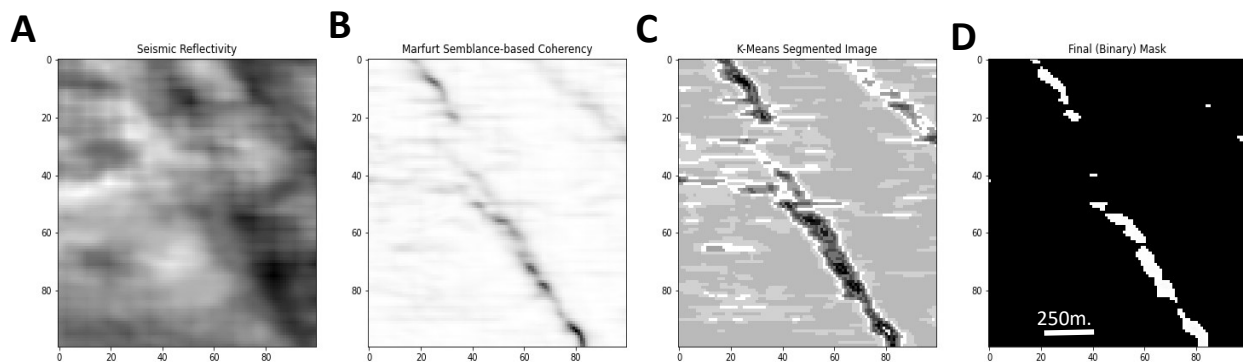 A
B
C
D
Seismic Reflectivity
Marfurt Semblance-based Coherency
K-Means Segmented Image
Final (Binary) Mask
0
20
40
60
80
0 20 40 60 80
0
20
40
60
80
0 20 40 60 80
0
20
40
60
80
0 20 40 60 80
0
20
40
60
80
250m.
0 20 40 60 80